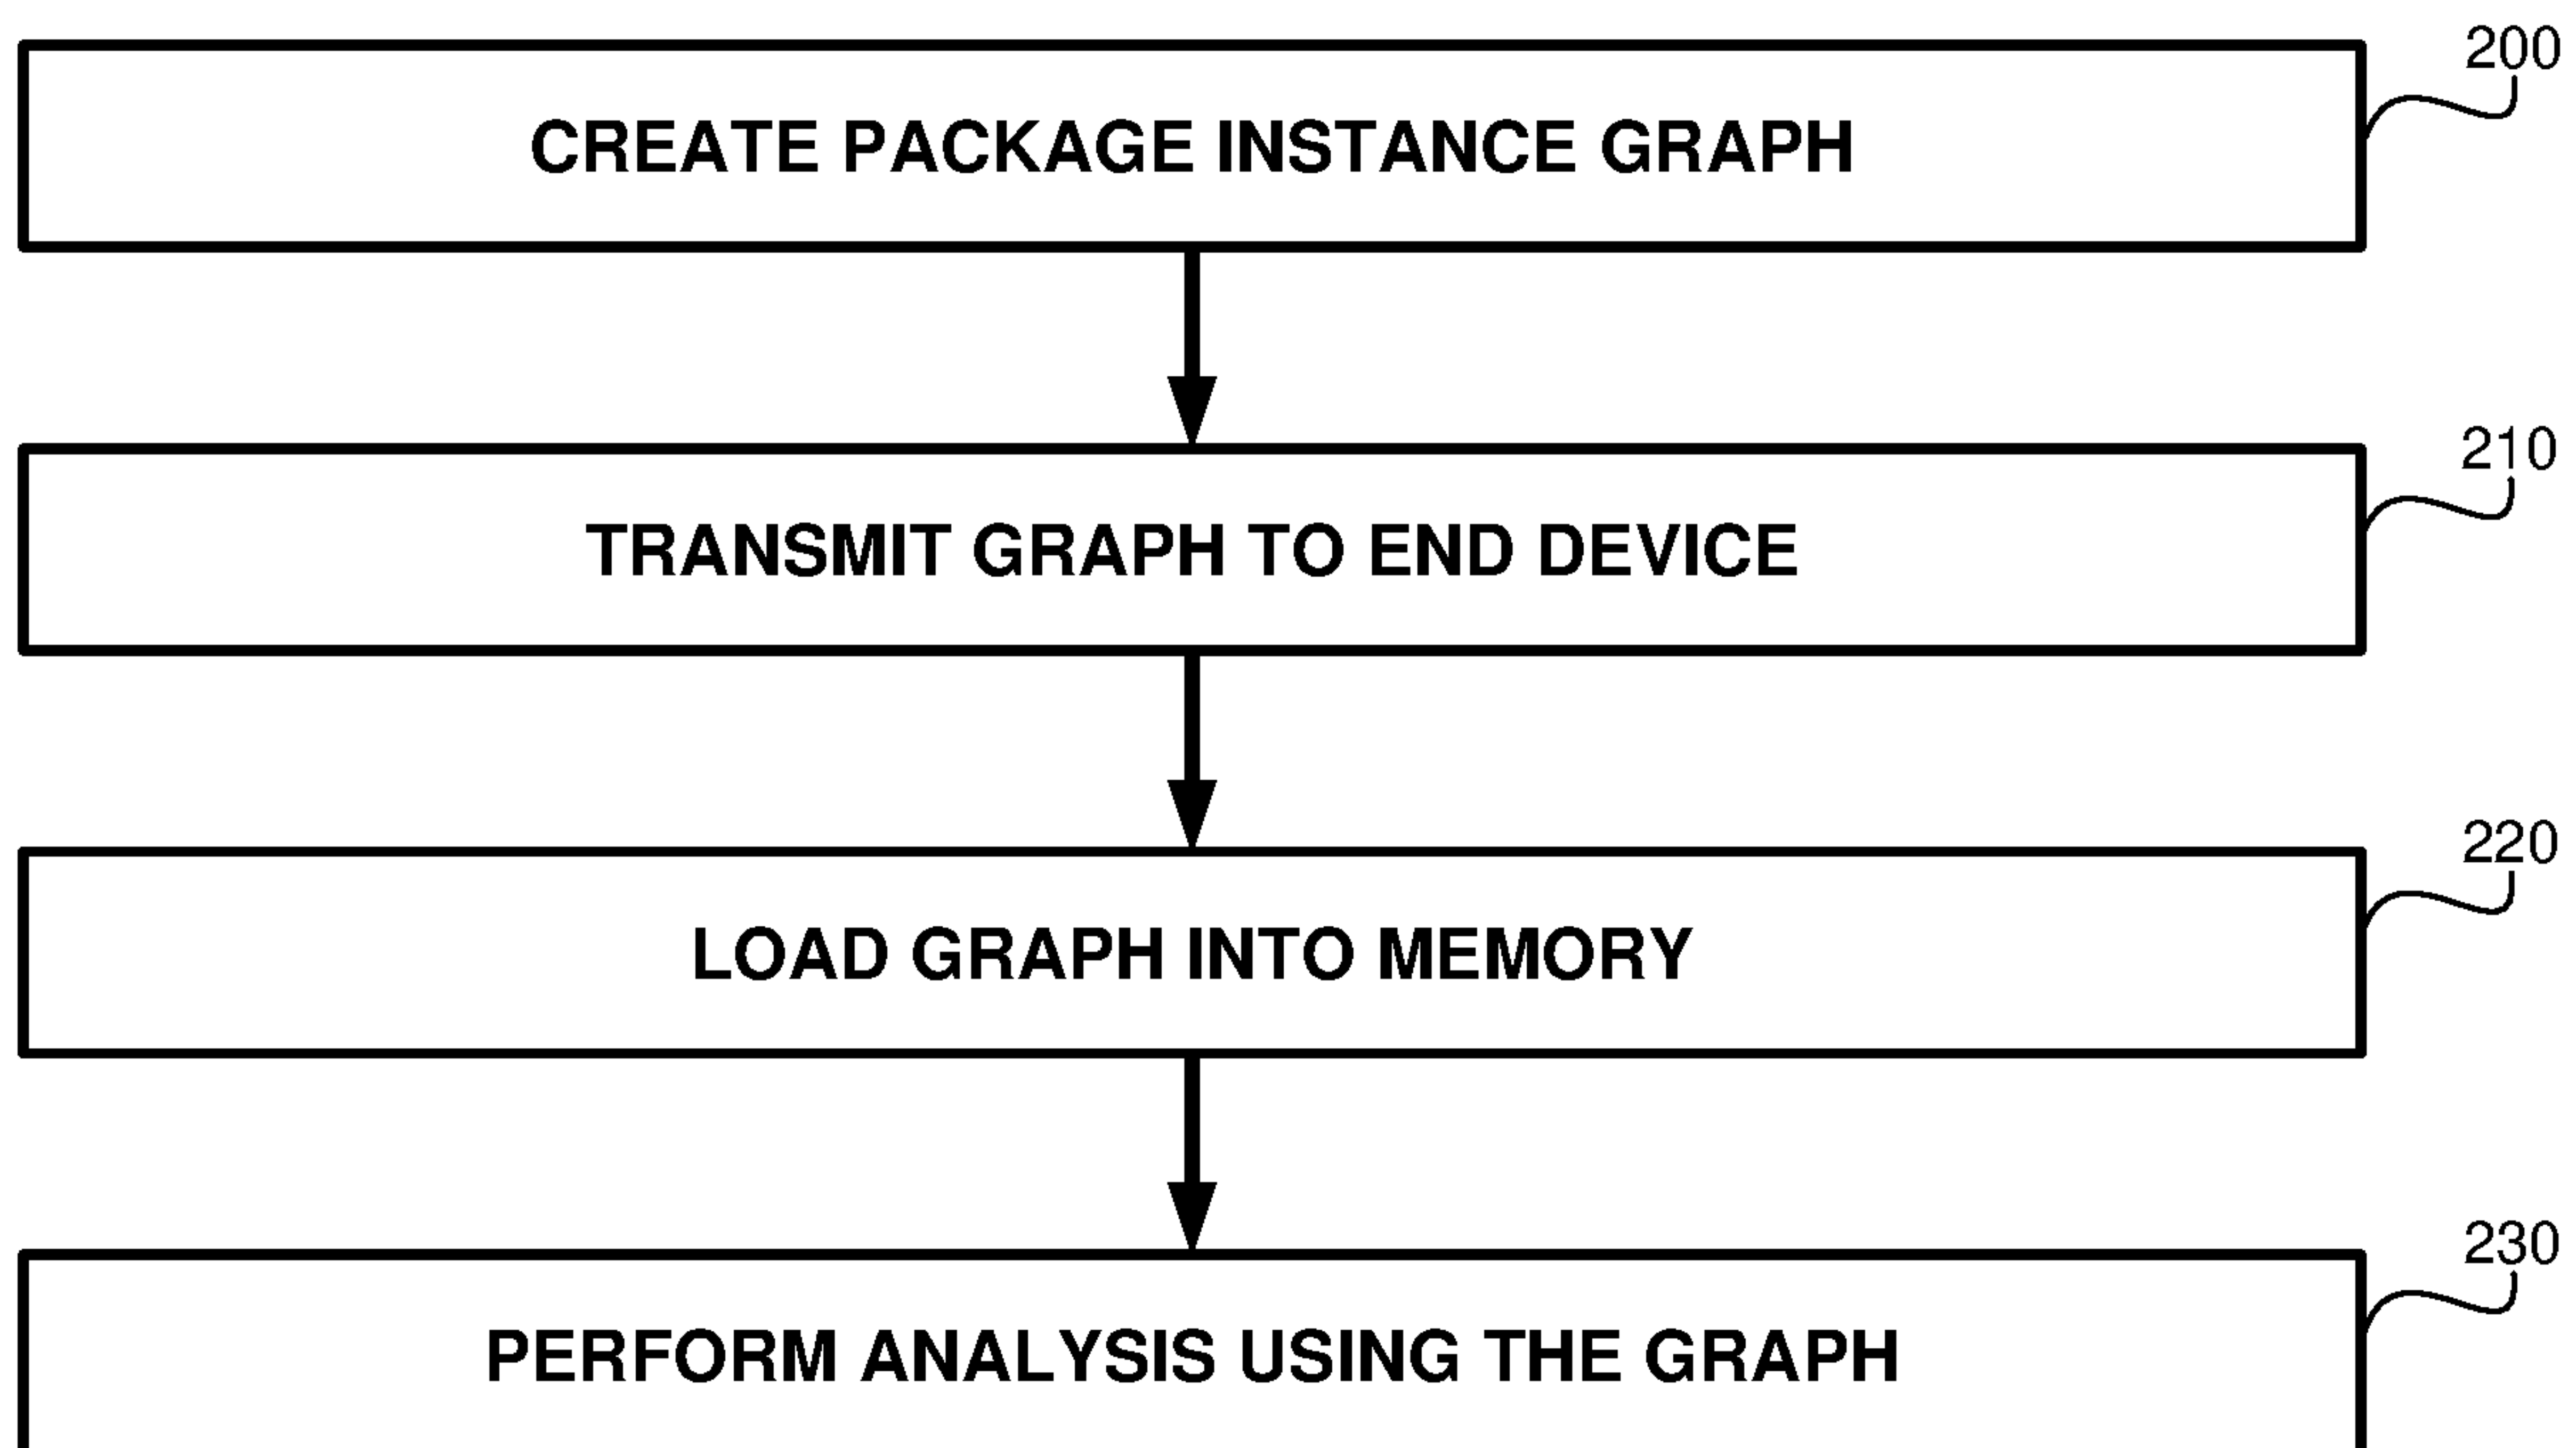 200
CREATE PACKAGE INSTANCE GRAPH
210
TRANSMIT GRAPH TO END DEVICE
220
LOAD GRAPH INTO MEMORY
230
PERFORM ANALYSIS USING THE GRAPH